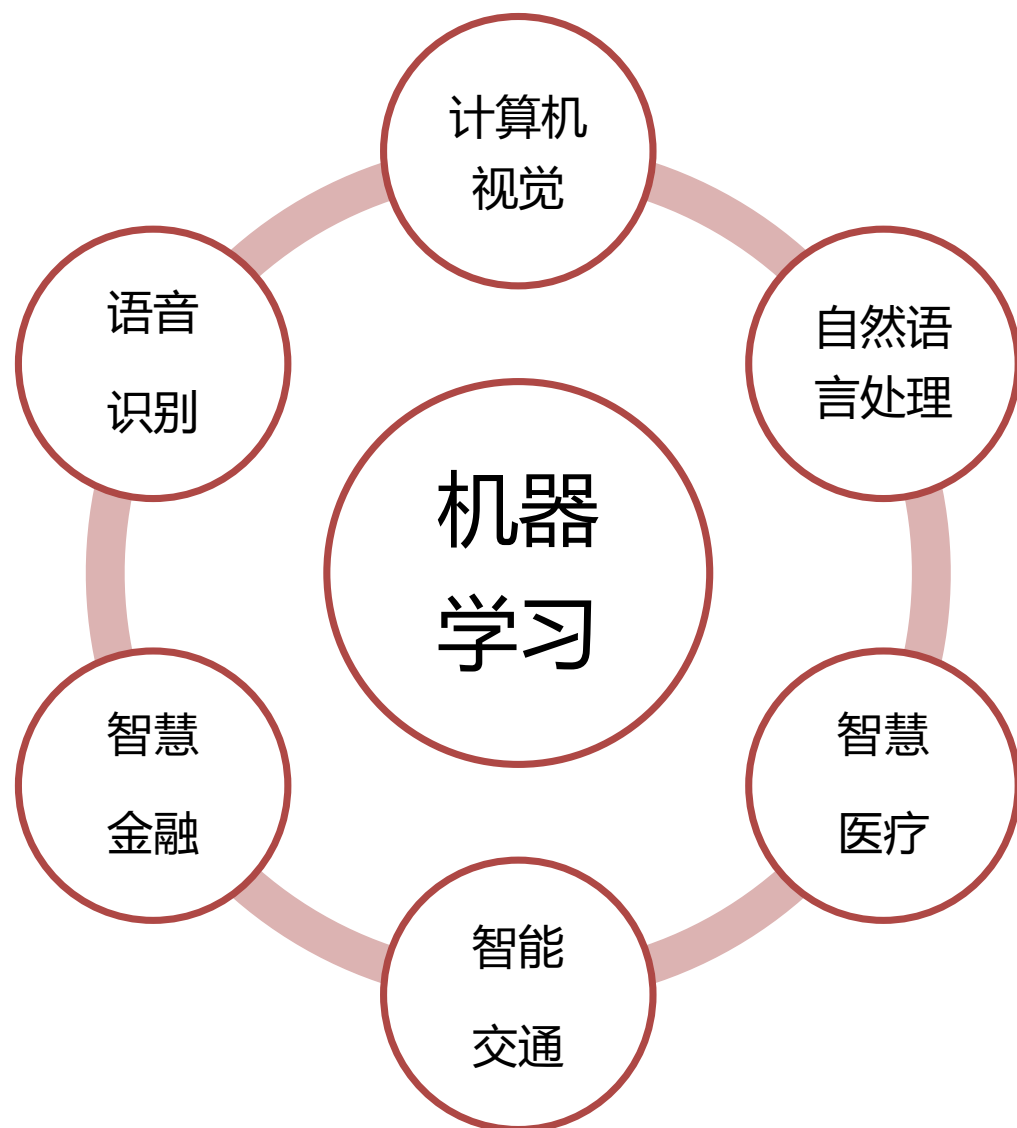 计算机
视觉
自然语
言处理
智慧
医疗
智能
交通
智慧
金融
语音
识别
机器
学习